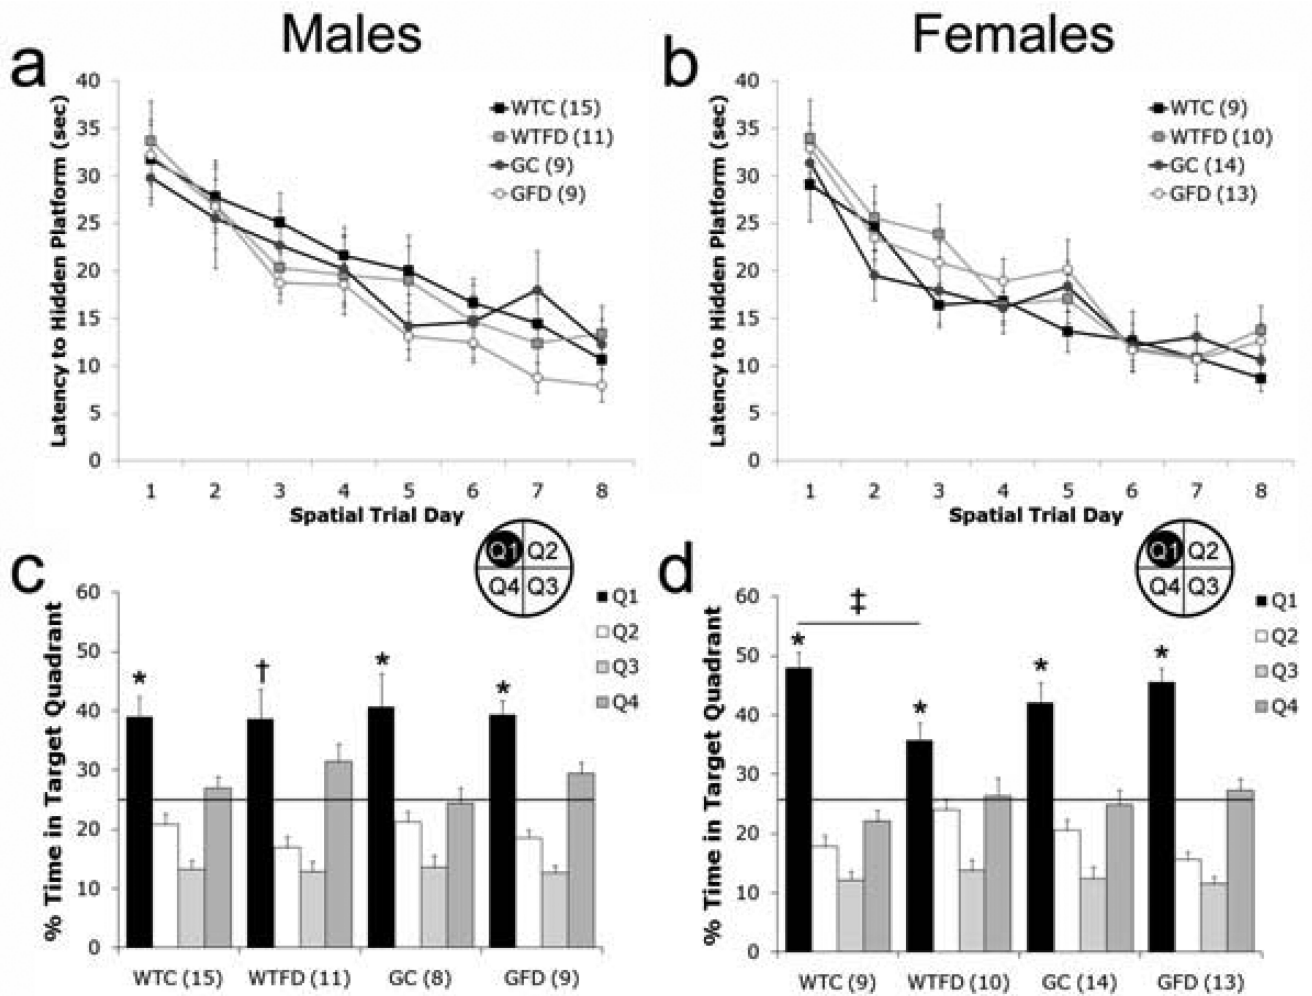 Males
Females
a
40
35
30
25
20
15
10
5
0
Latency to Hidden Platform (sec)
WTC (15)
WTFD (11)
GC (9)
GFD (9)
1 2 3 4 5 6 7 8
Spatial Trial Day
b
40
35
30
25
20
15
10
5
0
Latency to Hidden Platform (sec)
WTC (9)
WTFD (10)
GC (14)
GFD (13)
1 2 3 4 5 6 7 8
Spatial Trial Day
c
Q1 Q2
Q4 Q3
60
50
40
30
20
10
0
% Time in Target Quadrant
* † * *
Q1
Q2
Q3
Q4
WTC (15) WTFD (11) GC (8) GFD (9)
d
Q1 Q2
Q4 Q3
60
50
40
30
20
10
0
% Time in Target Quadrant
‡
* * * *
Q1
Q2
Q3
Q4
WTC (9) WTFD (10) GC (14) GFD (13)